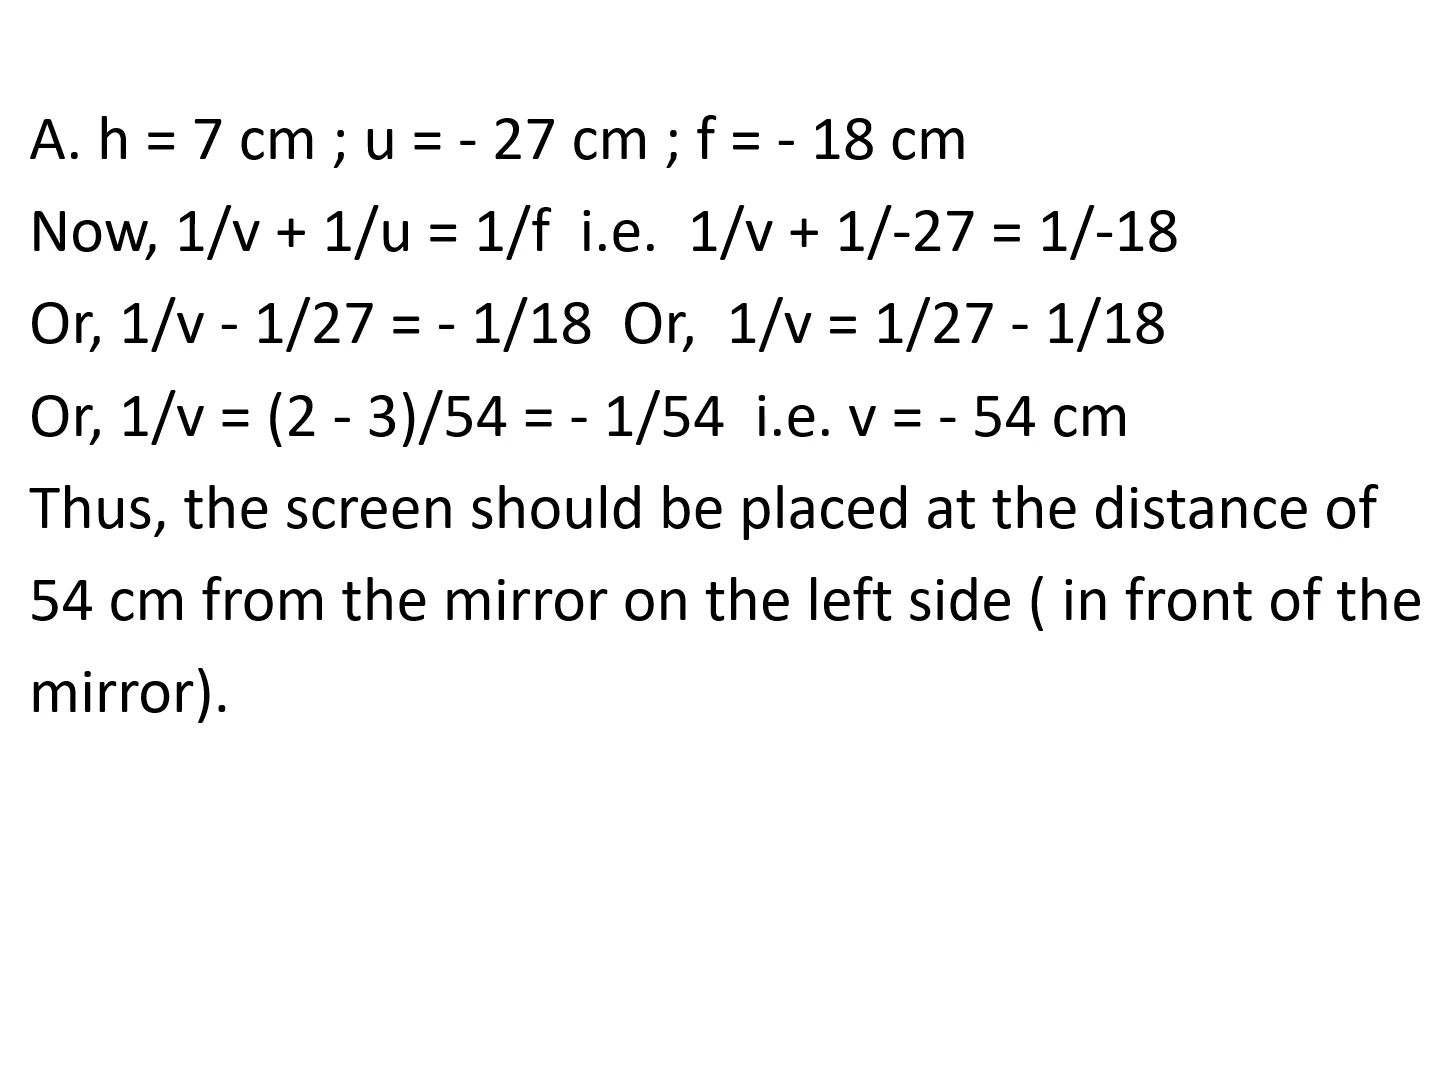 A. h = 7 cm ; u = - 27 cm ; f = - 18 cm
Now, 1/v + 1/u = 1/f  i.e.  1/v + 1/-27 = 1/-18
Or, 1/v - 1/27 = - 1/18  Or,  1/v = 1/27 - 1/18
Or, 1/v = (2 - 3)/54 = - 1/54  i.e. v = - 54 cm
Thus, the screen should be placed at the distance of
54 cm from the mirror on the left side ( in front of the
mirror).